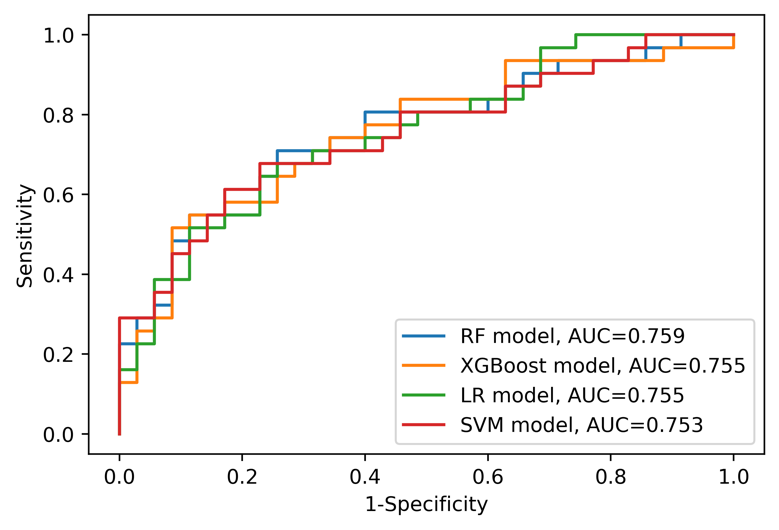 1.0
0.8
0.6
0.4
0.2
0.0
Sensitivity
RF model, AUC=0.759
XGBoost model, AUC=0.755
LR model, AUC=0.755
SVM model, AUC=0.753
0.0 0.2 0.4 0.6 0.8 1.0
1-Specificity